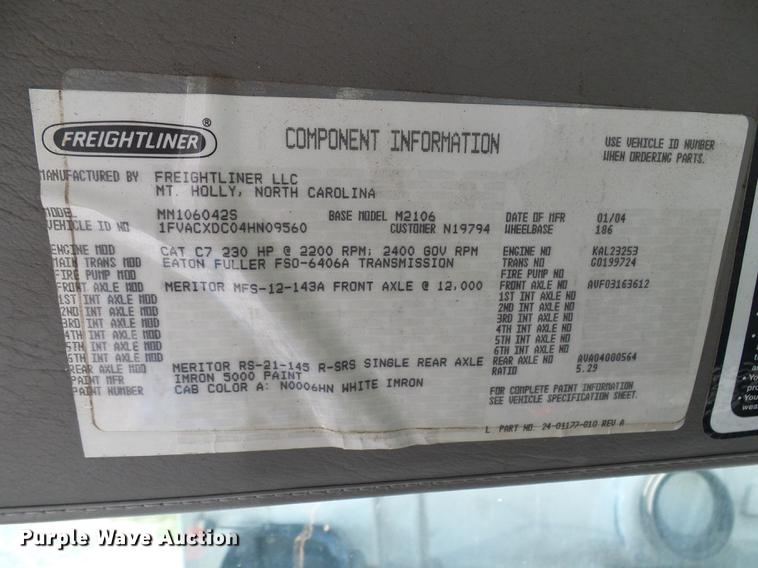 FREIGHTLINER ®
COMPONENT INFORMATION
USE VEHICLE ID NUMBER
WHEN ORDERING PARTS.
MANUFACTURED BY FREIGHTLINER LLC
MT. HOLLY, NORTH CAROLINA
MM106042S BASE MODEL M2106 DATE OF MFR 01/04
VEHICLE ID NO 1FVACXDC04HN09560 CUSTOMER N19794 WHEELBASE 186
ENGINE MOD CAT C7 230 HP @ 2200 RPM; 2400 GOV RPM ENGINE NO KAL23253
MAIN TRANS MOD EATON FULLER FSO-6406A TRANSMISSION TRANS NO G0199724
FIRE PUMP MOD FIRE PUMP NO
FRONT AXLE MOD MERITOR MFS-12-143A FRONT AXLE @ 12,000 FRONT AXLE NO AVF03163612
1ST INT AXLE MOD 1ST INT AXLE NO
2ND INT AXLE MOD 2ND INT AXLE NO
3RD INT AXLE MOD 3RD INT AXLE NO
4TH INT AXLE MOD 4TH INT AXLE NO
5TH INT AXLE MOD 5TH INT AXLE NO
6TH INT AXLE MOD 6TH INT AXLE NO
REAR AXLE MOD MERITOR RS-21-145 R-SRS SINGLE REAR AXLE REAR AXLE NO AVA04000564
PAINT MFR IMRON 5000 PAINT RATIO 5.29
PAINT NUMBER CAB COLOR A: N0006HN WHITE IMRON
FOR COMPLETE PAINT INFORMATION
SEE VEHICLE SPECIFICATION SHEET.
L PART NO. 24-01177-010 REV A
Purple Wave Auction